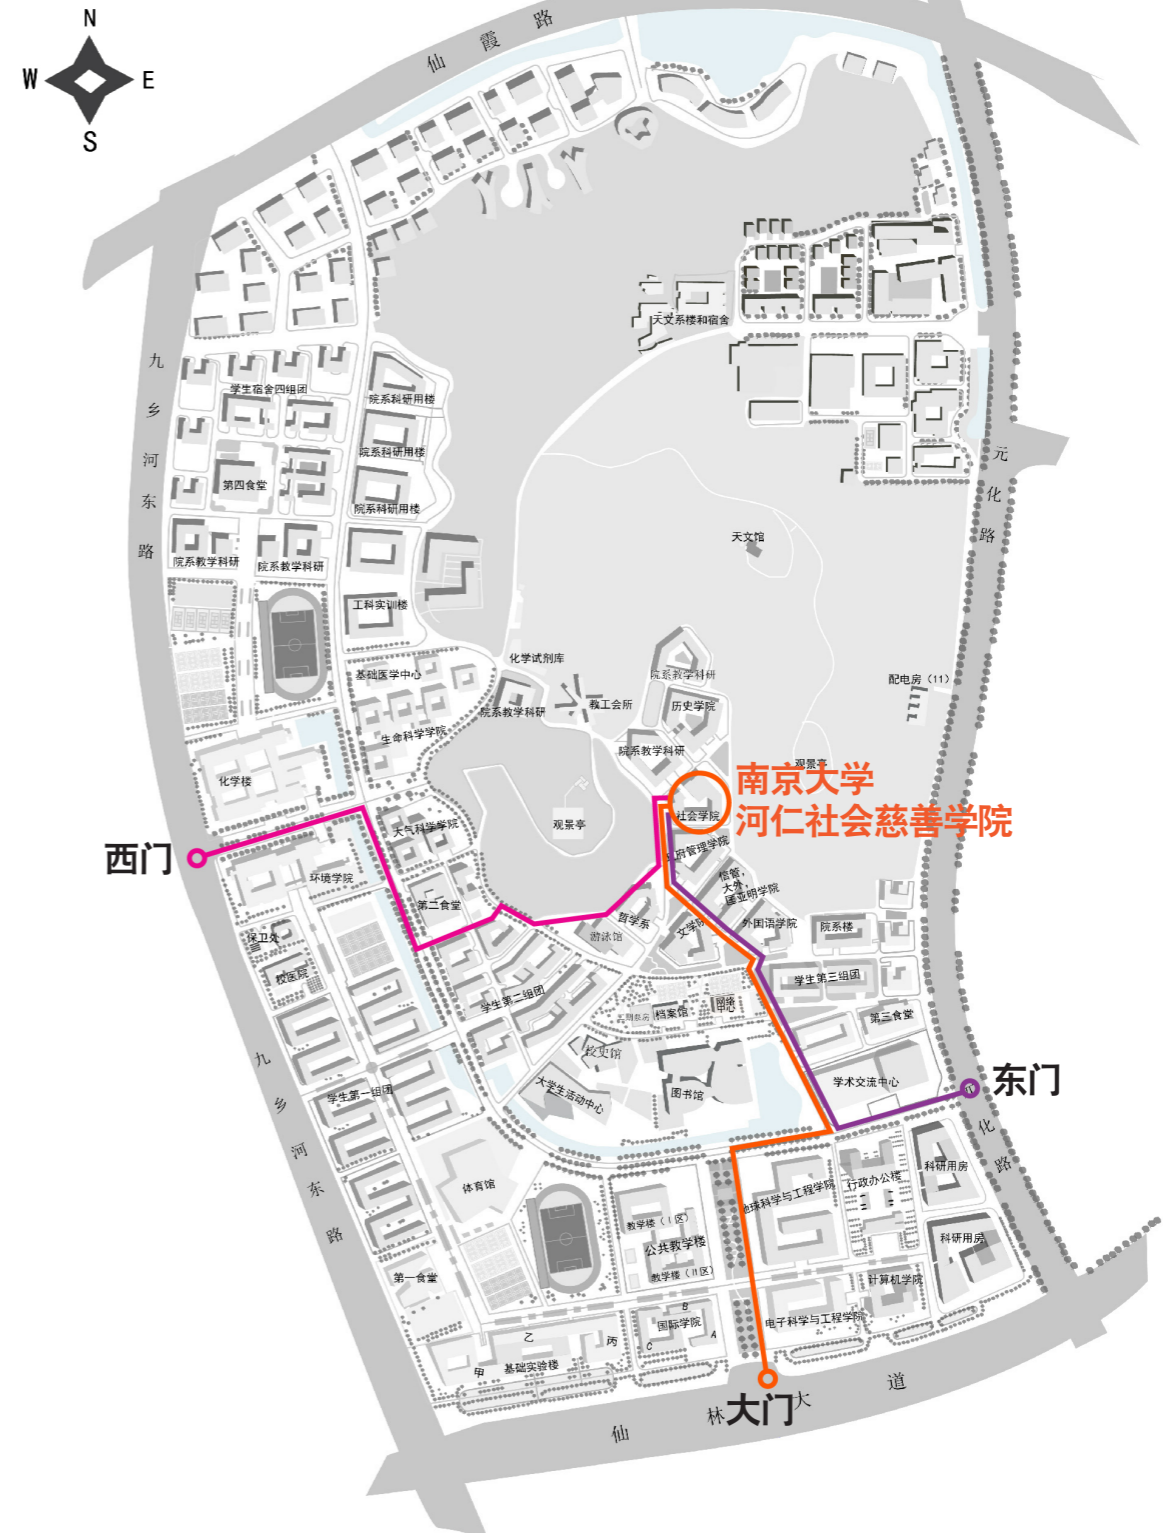 N
W
E
S
仙霞路
九乡河东路
元化路
天文系楼和宿舍
学生宿舍四组团
院系科研用楼
院系科研用楼
第四食堂
院系科研用楼
天文馆
院系教学科研
院系教学科研
工科实训楼
化学试剂库
基础医学中心
院系教学科研
配电房（11）
院系教学科研
教工会所
历史学院
生命科学学院
院系教学科研
观景亭
化学楼
南京大学
河仁社会慈善学院
社会学院
观景亭
大气科学学院
西门
府管理学院
环境学院
信管，
大外，
匡亚明学院
第二食堂
保卫处
哲学系
文学院
外国语学院
院系楼
游泳馆
校医院
学生第三组团
学生第二组团
档案馆
网络
中心
第三食堂
校史馆
九乡河东路
学生第一组团
大学生活动中心
图书馆
学术交流中心
东门
化路
体育馆
科研用房
行政办公楼
地球科学与工程学院
教学楼（Ⅰ区）
公共教学楼
教学楼（Ⅱ区）
科研用房
第一食堂
计算机学院
B
国际学院
A
C
电子科学与工程学院
乙
丙
甲
基础实验楼
大门
仙林大道